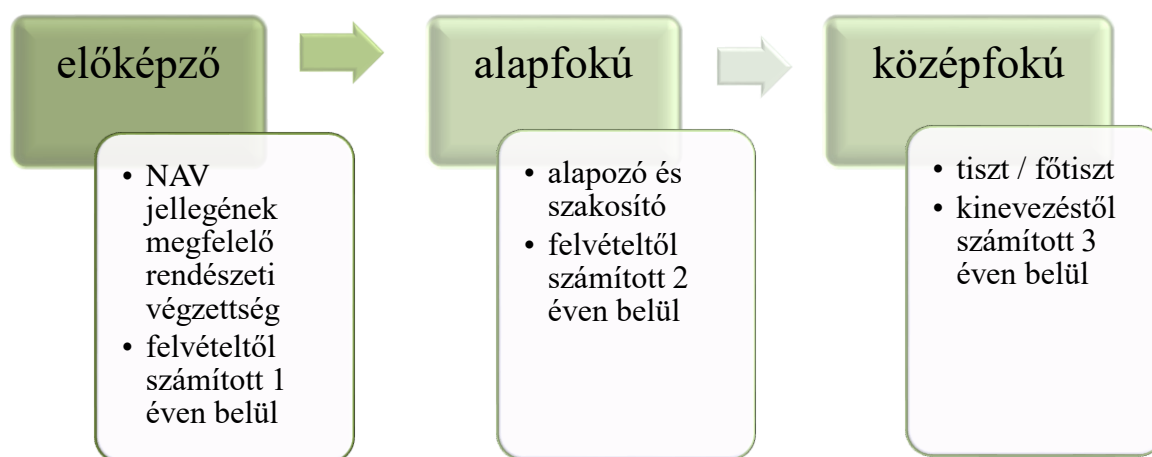 előképző
• NAV
jellegének
megfelelő
rendészeti
végzettség
• felvételtől
számított 1
éven belül
alapfokú
• alapozó és
szakosító
• felvételtől
számított 2
éven belül
középfokú
• tiszt / főtiszt
• kinevezéstől
számított 3
éven belül